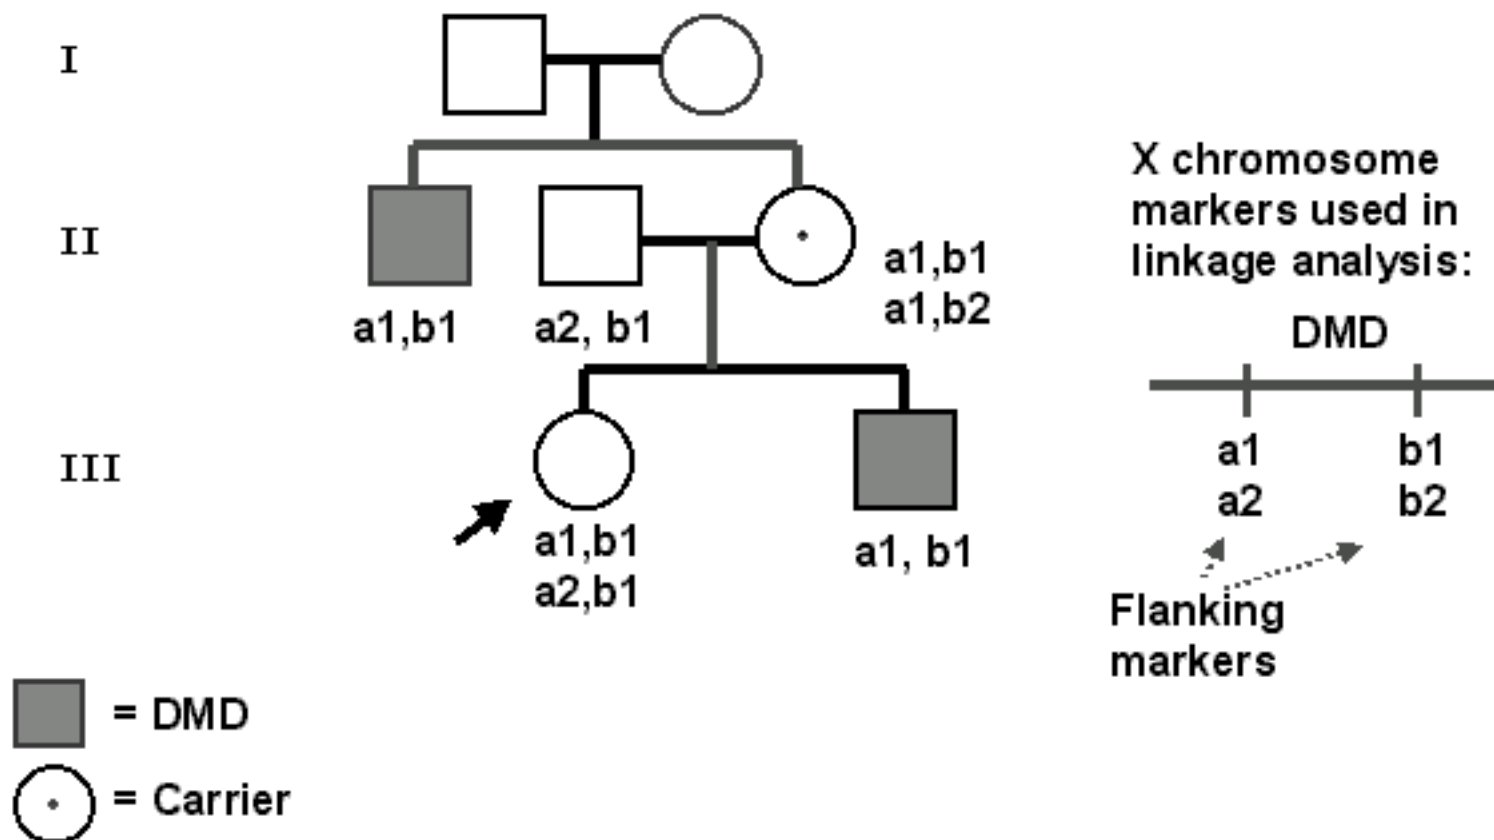 I
II
III
a1,b1
a2, b1
a1,b1
a1,b2
a1,b1
a2,b1
a1, b1
X chromosome
markers used in
linkage analysis:
DMD
a1
b1
a2
b2
Flanking
markers
= DMD
= Carrier